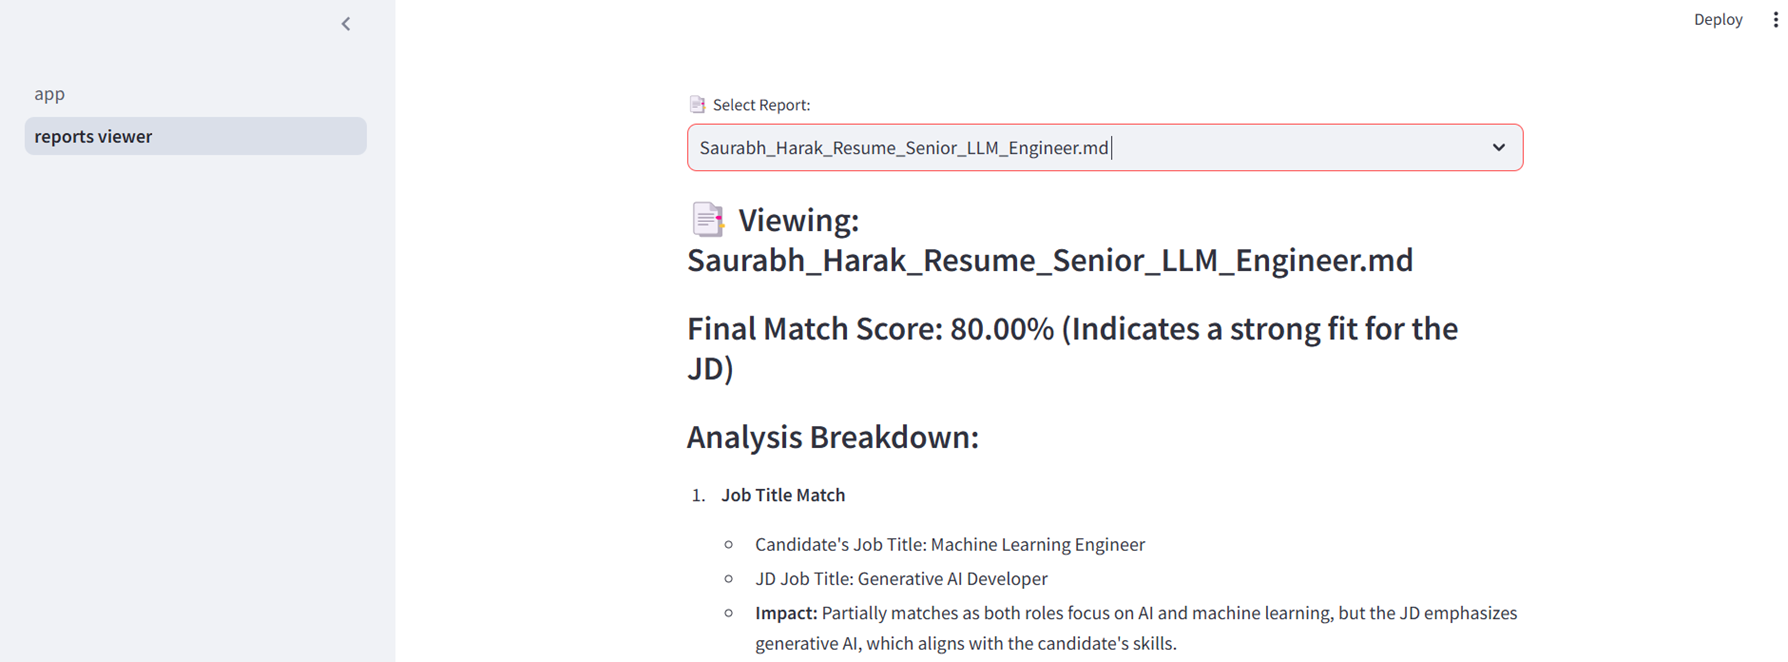 Deploy
app
reports viewer
Select Report:
Saurabh_Harak_Resume_Senior_LLM_Engineer.md
Viewing:
Saurabh_Harak_Resume_Senior_LLM_Engineer.md
Final Match Score: 80.00% (Indicates a strong fit for the
JD)
Analysis Breakdown:
1. Job Title Match
Candidate's Job Title: Machine Learning Engineer
JD Job Title: Generative AI Developer
Impact: Partially matches as both roles focus on AI and machine learning, but the JD emphasizes
generative AI, which aligns with the candidate's skills.